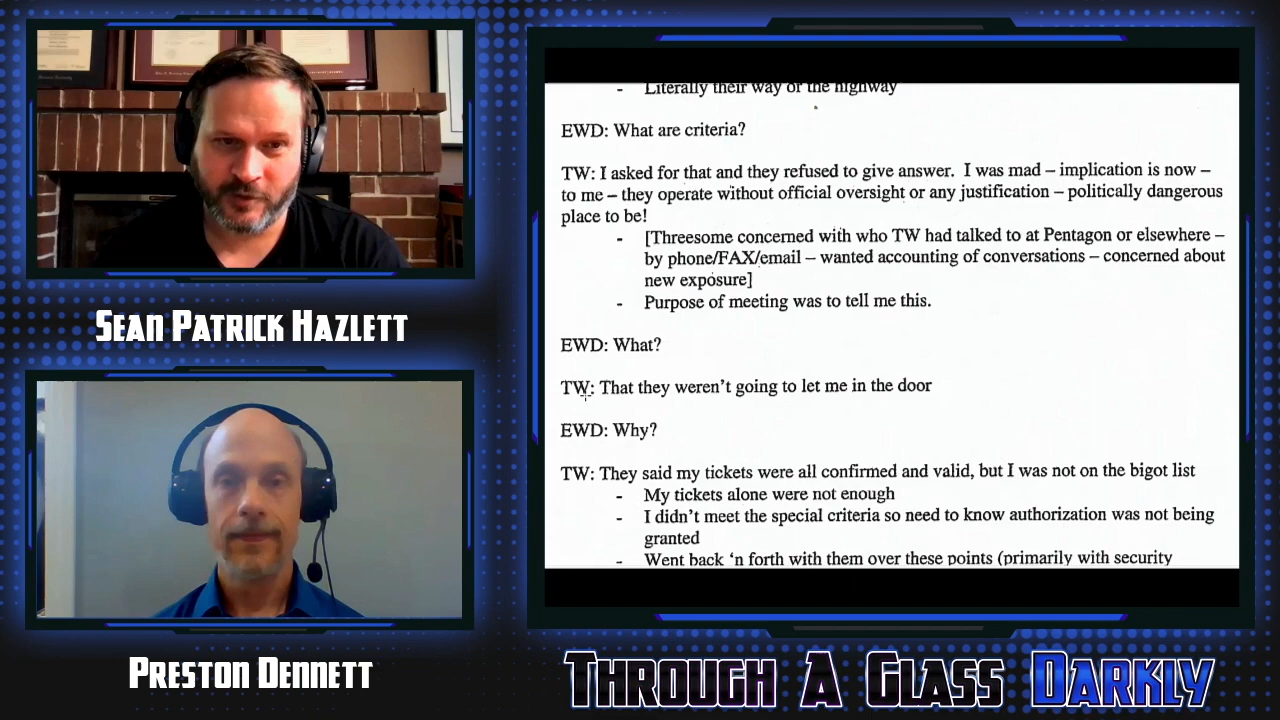 SEAN PATRICK HAZLETT
PRESTON DENNETT
- Literally their way or the highway
EWD: What are criteria?
TW: I asked for that and they refused to give answer. I was mad – implication is now –
to me – they operate without official oversight or any justification – politically dangerous
place to be!
- [Threesome concerned with who TW had talked to at Pentagon or elsewhere –
by phone/FAX/email – wanted accounting of conversations – concerned about
new exposure]
- Purpose of meeting was to tell me this.
EWD: What?
TW: That they weren't going to let me in the door
EWD: Why?
TW: They said my tickets were all confirmed and valid, but I was not on the bigot list
- My tickets alone were not enough
- I didn't meet the special criteria so need to know authorization was not being
granted
- Went back 'n forth with them over these points (primarily with security
THROUGH A GLASS DARKLY